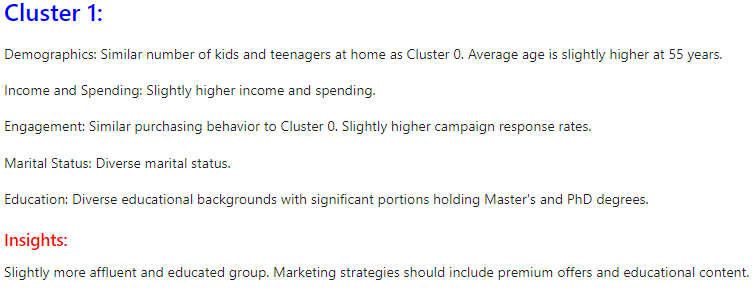 Cluster 1:
Demographics: Similar number of kids and teenagers at home as Cluster 0. Average age is slightly higher at 55 years.
Income and Spending: Slightly higher income and spending.
Engagement: Similar purchasing behavior to Cluster 0. Slightly higher campaign response rates.
Marital Status: Diverse marital status.
Education: Diverse educational backgrounds with significant portions holding Master's and PhD degrees.
Insights:
Slightly more affluent and educated group. Marketing strategies should include premium offers and educational content.